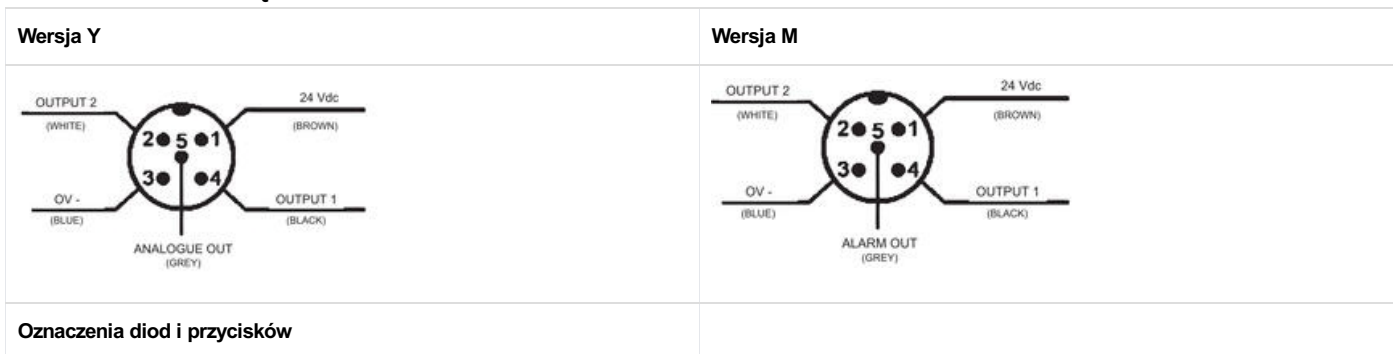 Wersja Y
Wersja M
OUTPUT 2
24 Vdc
(WHITE)
(BROWN)
2 5 1
3 4
OV -
OUTPUT 1
(BLUE)
(BLACK)
ANALOGUE OUT
(GREY)
OUTPUT 2
24 Vdc
(WHITE)
(BROWN)
2 5 1
3 4
OV -
OUTPUT 1
(BLUE)
(BLACK)
ALARM OUT
(GREY)
Oznaczenia diod i przycisków